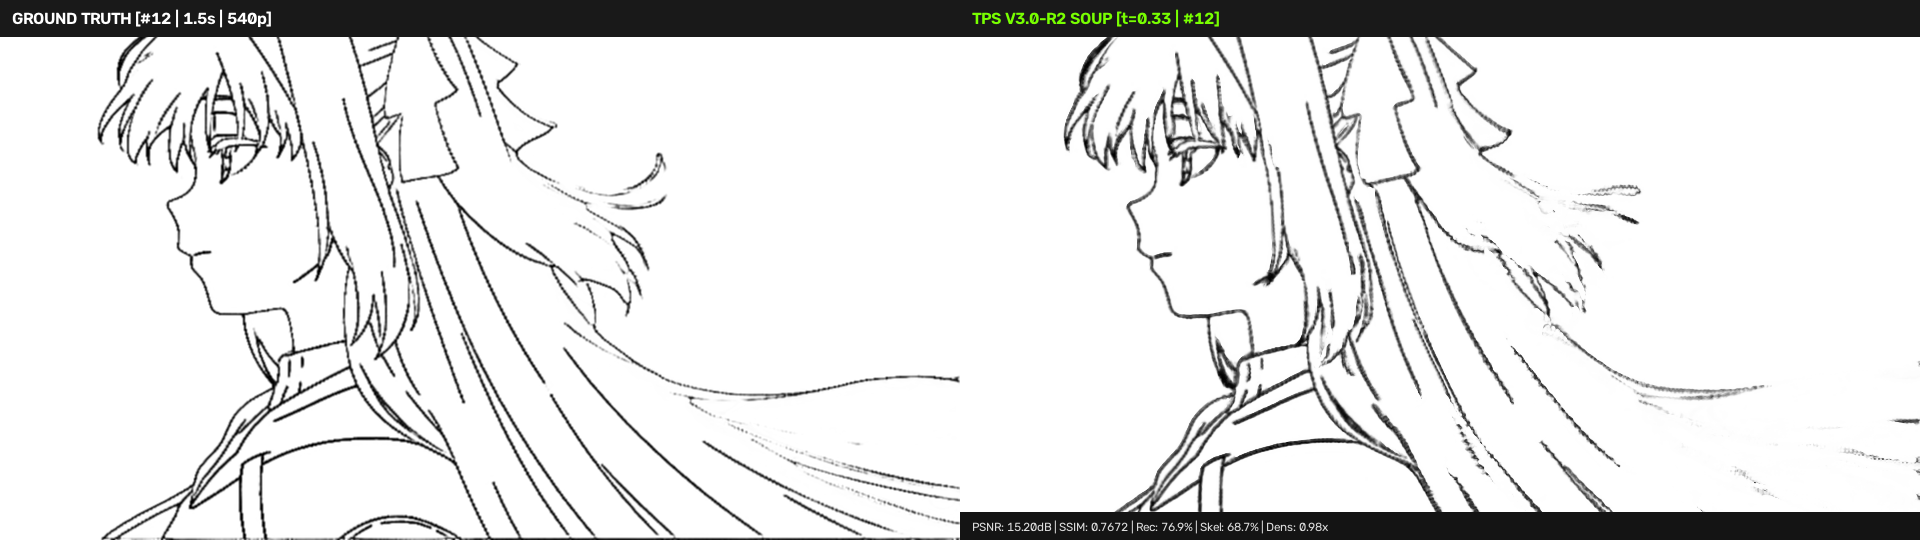 GROUND TRUTH [#12 | 1.5s | 540p]
TPS V3.0-R2 SOUP [t=0.33 | #12]
PSNR: 15.20dB | SSIM: 0.7672 | Rec: 76.9% | Skel: 68.7% | Dens: 0.98x